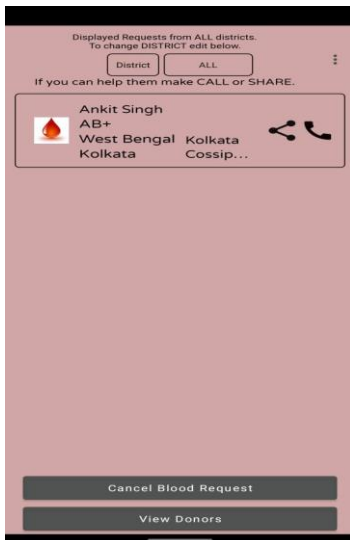 Displayed Requests from ALL districts.
To change DISTRICT edit below.
District ALL
If you can help them make CALL or SHARE.
Ankit Singh
AB+
West Bengal Kolkata
Kolkata Cossip...
Cancel Blood Request
View Donors